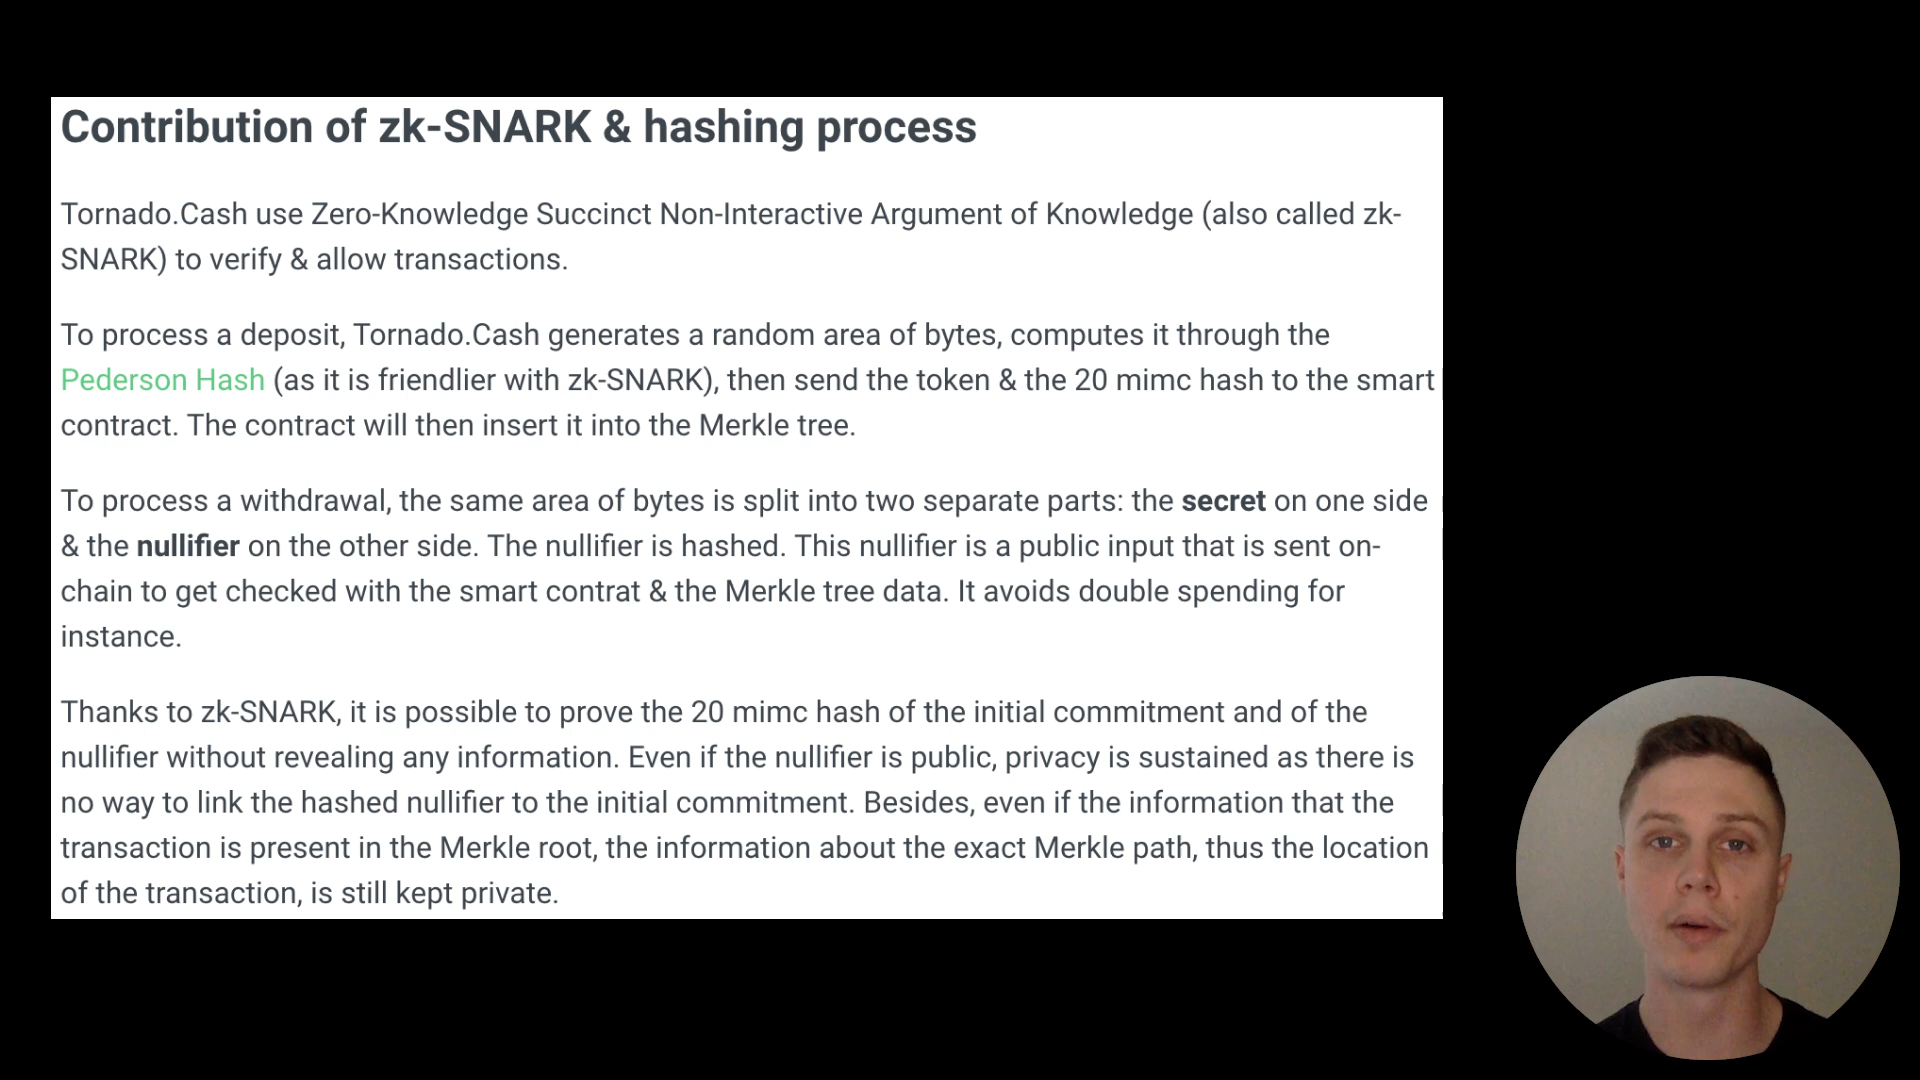 Contribution of zk-SNARK & hashing process
Tornado.Cash use Zero-Knowledge Succinct Non-Interactive Argument of Knowledge (also called zk-
SNARK) to verify & allow transactions.
To process a deposit, Tornado.Cash generates a random area of bytes, computes it through the
Pederson Hash (as it is friendlier with zk-SNARK), then send the token & the 20 mimc hash to the smart
contract. The contract will then insert it into the Merkle tree.
To process a withdrawal, the same area of bytes is split into two separate parts: the secret on one side
& the nullifier on the other side. The nullifier is hashed. This nullifier is a public input that is sent on-
chain to get checked with the smart contrat & the Merkle tree data. It avoids double spending for
instance.
Thanks to zk-SNARK, it is possible to prove the 20 mimc hash of the initial commitment and of the
nullifier without revealing any information. Even if the nullifier is public, privacy is sustained as there is
no way to link the hashed nullifier to the initial commitment. Besides, even if the information that the
transaction is present in the Merkle root, the information about the exact Merkle path, thus the location
of the transaction, is still kept private.